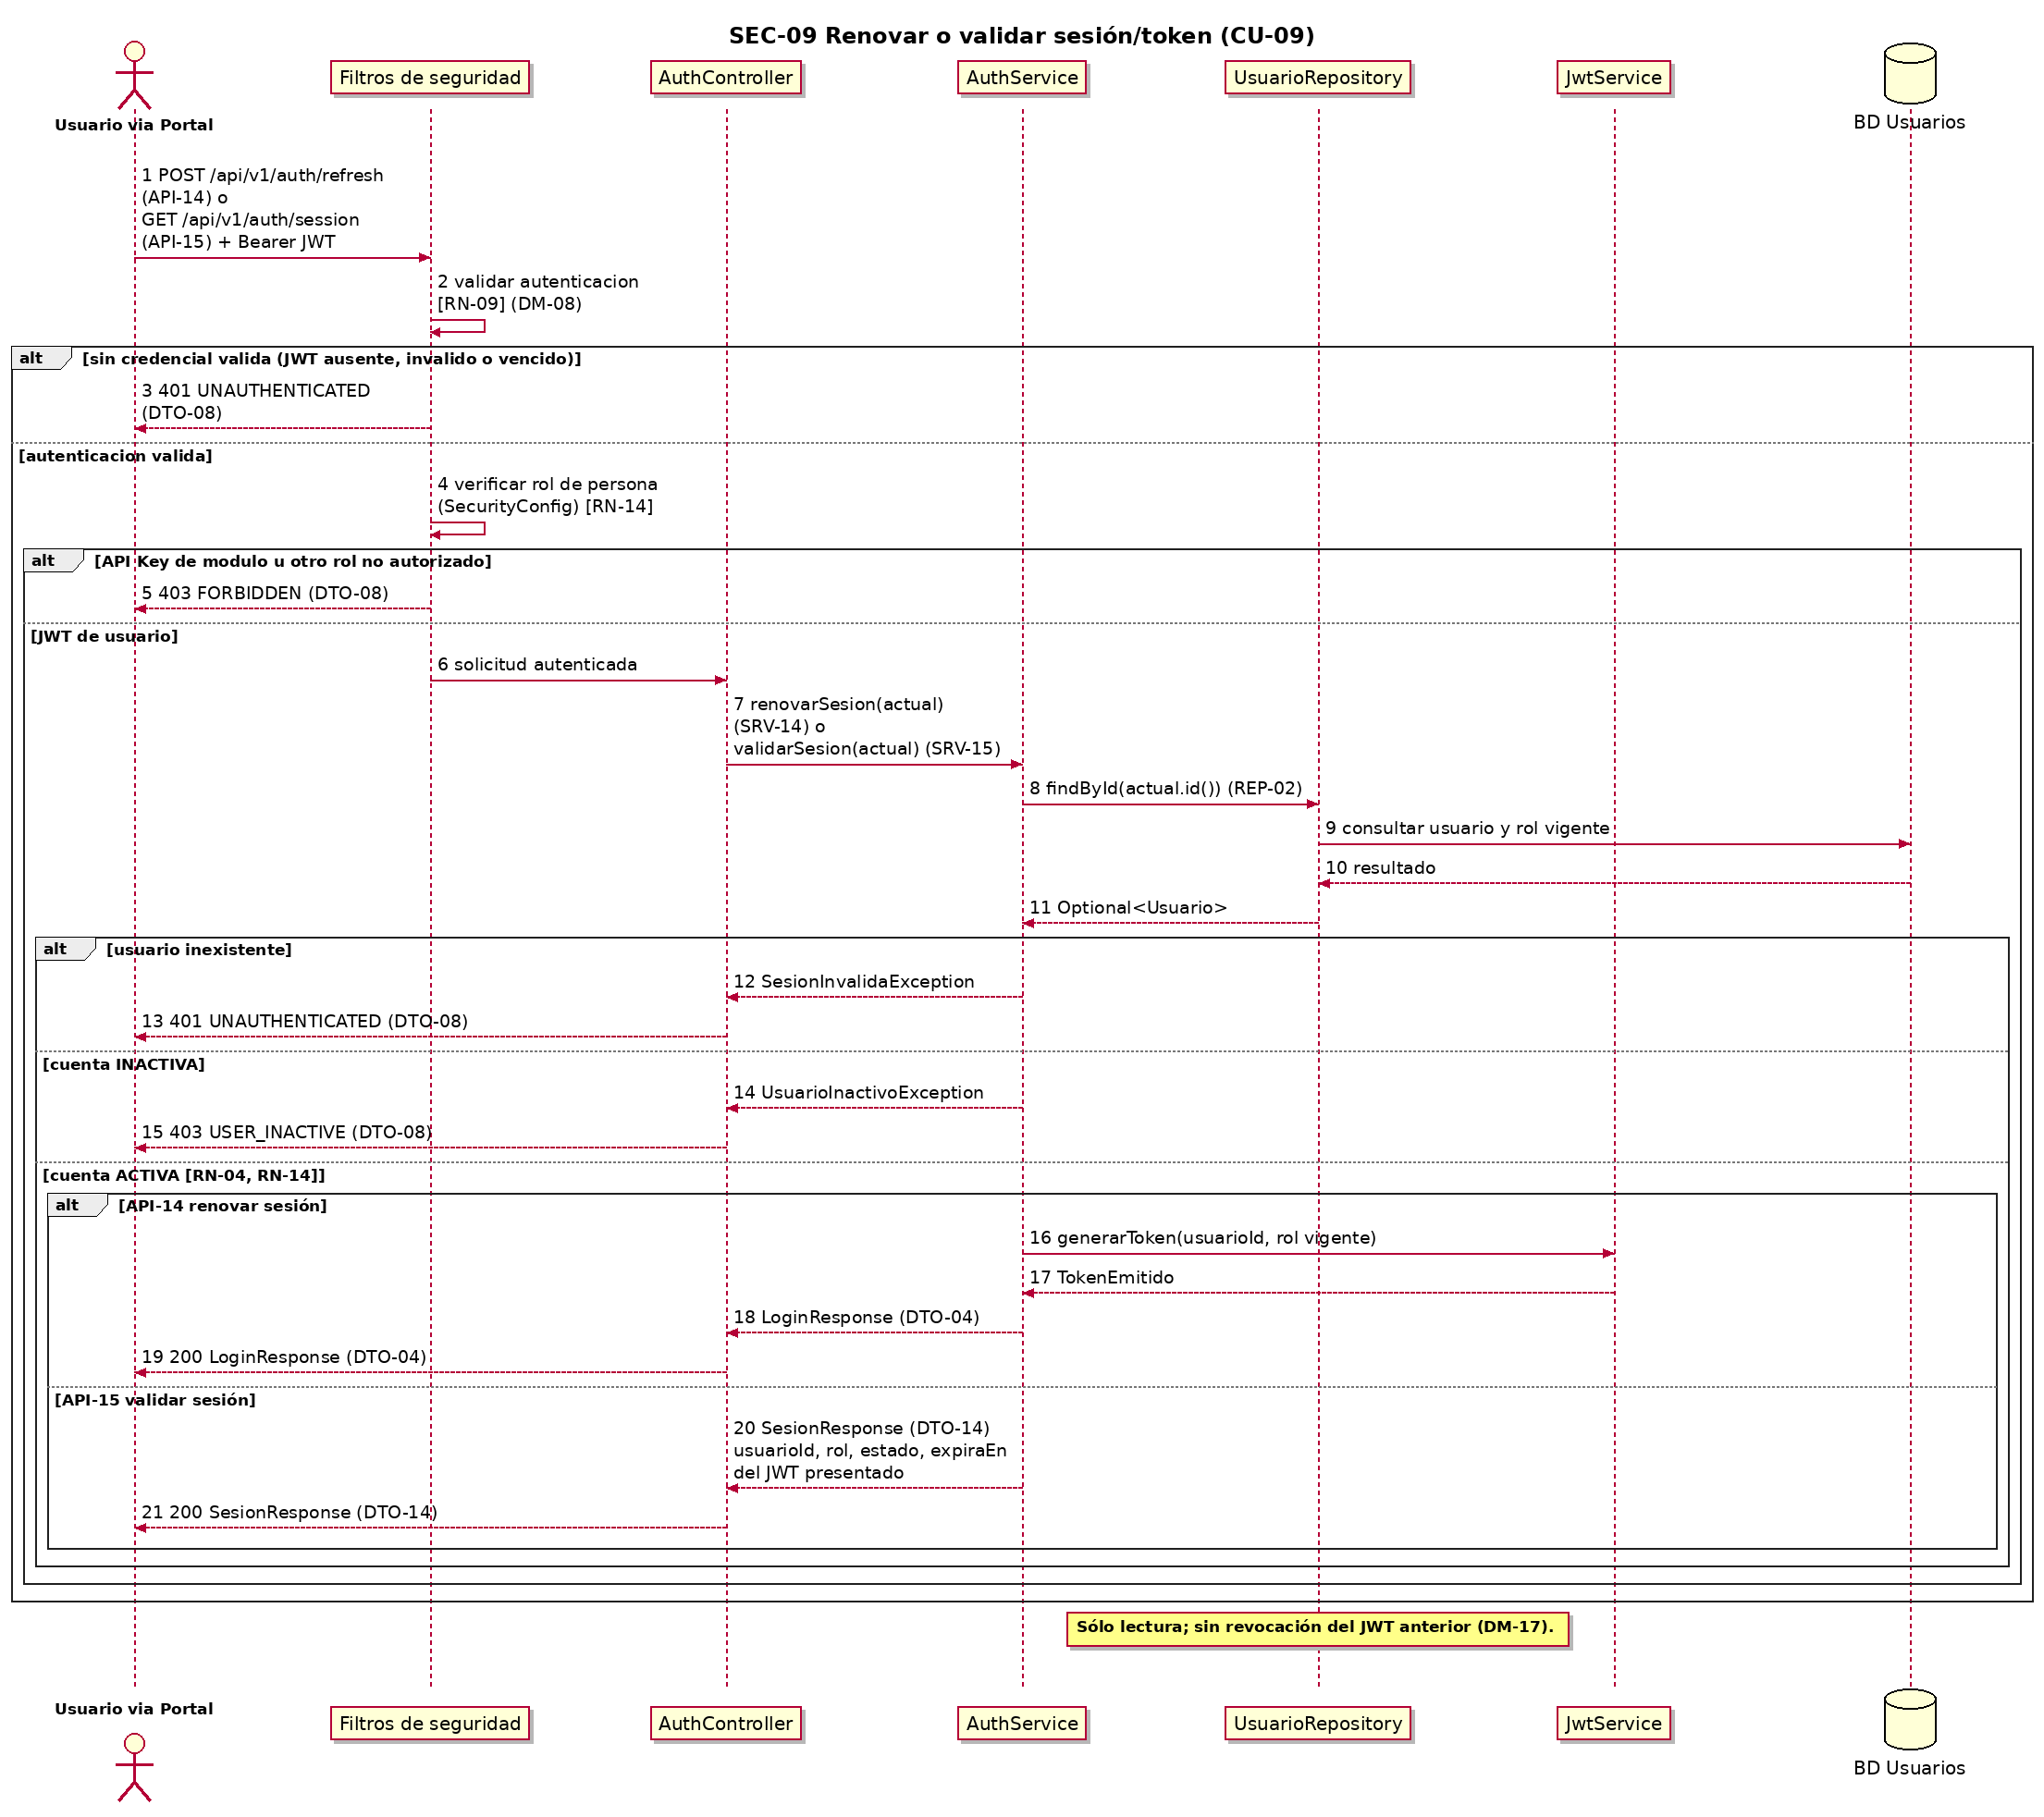 SEC-09 Renovar o validar sesión/token (CU-09)
Usuario via Portal
Filtros de seguridad
AuthController
AuthService
UsuarioRepository
JwtService
BD Usuarios
1 POST /api/v1/auth/refresh
(API-14) o
GET /api/v1/auth/session
(API-15) + Bearer JWT
2 validar autenticacion
[RN-09] (DM-08)
alt [sin credencial valida (JWT ausente, invalido o vencido)]
3 401 UNAUTHENTICATED
(DTO-08)
[autenticacion valida]
4 verificar rol de persona
(SecurityConfig) [RN-14]
alt [API Key de modulo u otro rol no autorizado]
5 403 FORBIDDEN (DTO-08)
[JWT de usuario]
6 solicitud autenticada
7 renovarSesion(actual)
(SRV-14) o
validarSesion(actual) (SRV-15)
8 findById(actual.id()) (REP-02)
9 consultar usuario y rol vigente
10 resultado
11 Optional<Usuario>
alt [usuario inexistente]
12 SesionInvalidaException
13 401 UNAUTHENTICATED (DTO-08)
[cuenta INACTIVA]
14 UsuarioInactivoException
15 403 USER_INACTIVE (DTO-08)
[cuenta ACTIVA [RN-04, RN-14]]
alt [API-14 renovar sesión]
16 generarToken(usuarioId, rol vigente)
17 TokenEmitido
18 LoginResponse (DTO-04)
19 200 LoginResponse (DTO-04)
[API-15 validar sesión]
20 SesionResponse (DTO-14)
usuarioId, rol, estado, expiraEn
del JWT presentado
21 200 SesionResponse (DTO-14)
Sólo lectura; sin revocación del JWT anterior (DM-17).
Usuario via Portal
Filtros de seguridad
AuthController
AuthService
UsuarioRepository
JwtService
BD Usuarios